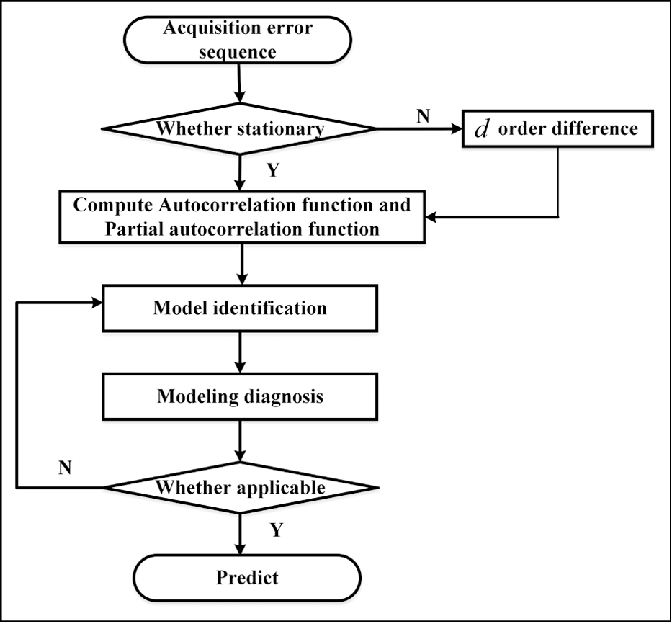 Acquisition error
sequence
Whether stationary
N
d order difference
Y
Compute Autocorrelation function and
Partial autocorrelation function
Model identification
Modeling diagnosis
N
Whether applicable
Y
Predict